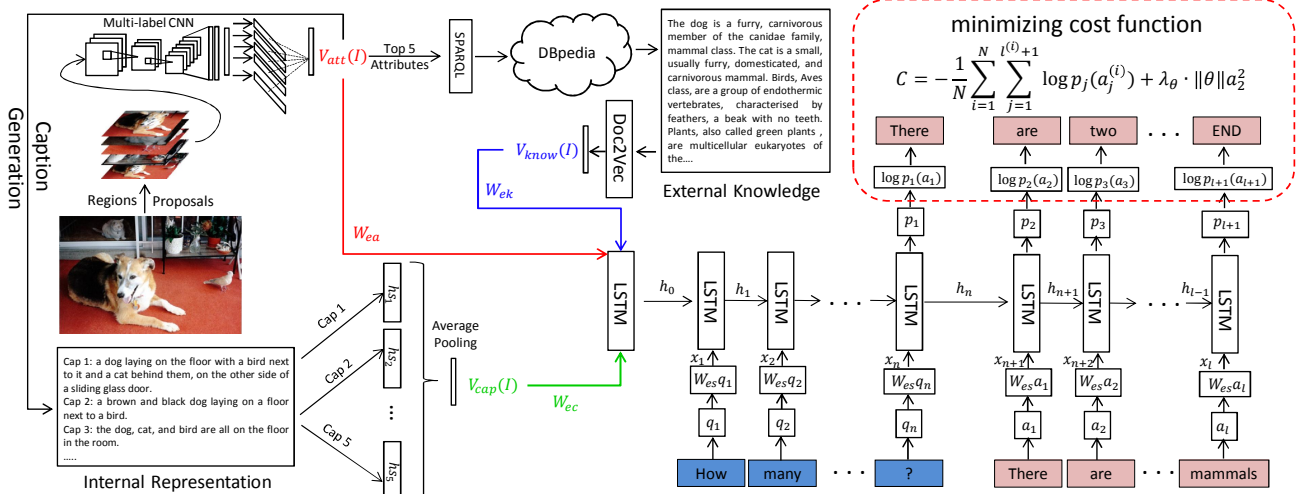 Multi-label CNN
V_att(I)
Top 5
Attributes
SPARQL
DBpedia
The dog is a furry, carnivorous
member of the canidae family,
mammal class. The cat is a small,
usually furry, domesticated, and
carnivorous mammal. Birds, Aves
class, are a group of endothermic
vertebrates, characterised by
feathers, a beak with no teeth.
Plants, also called green plants ,
are multicellular eukaryotes of
the....
External Knowledge
Doc2Vec
V_know(I)
W_ek
Caption
Generation
Regions
Proposals
W_ea
Cap 1: a dog laying on the floor with a bird next
to it and a cat behind them, on the other side of
a sliding glass door.
Cap 2: a brown and black dog laying on a floor
next to a bird.
Cap 3: the dog, cat, and bird are all on the floor
in the room.
.....
Internal Representation
Cap 1
Cap 2
Cap 5
hs_1
hs_2
...
hs_5
Average
Pooling
V_cap(I)
W_ec
minimizing cost function
C = -\frac{1}{N}\sum_{i=1}^{N}\sum_{j=1}^{l^{(i)}+1} \log p_j(a_j^{(i)}) + λ_θ · ‖θ‖a_2^2
There are two . . . END
log p_1(a_1) log p_2(a_2) log p_3(a_3) log p_{l+1}(a_{l+1})
p_1 p_2 p_3 p_{l+1}
LSTM h_0 LSTM h_1 LSTM . . . LSTM h_n LSTM h_{n+1} LSTM . . . h_{l-1} LSTM
x_1 x_2 x_n x_{n+1} x_{n+2} x_l
W_es q_1 W_es q_2 W_es q_n W_es a_1 W_es a_2 W_es a_l
q_1 q_2 q_n a_1 a_2 a_l
How many . . . ? There are . . . mammals